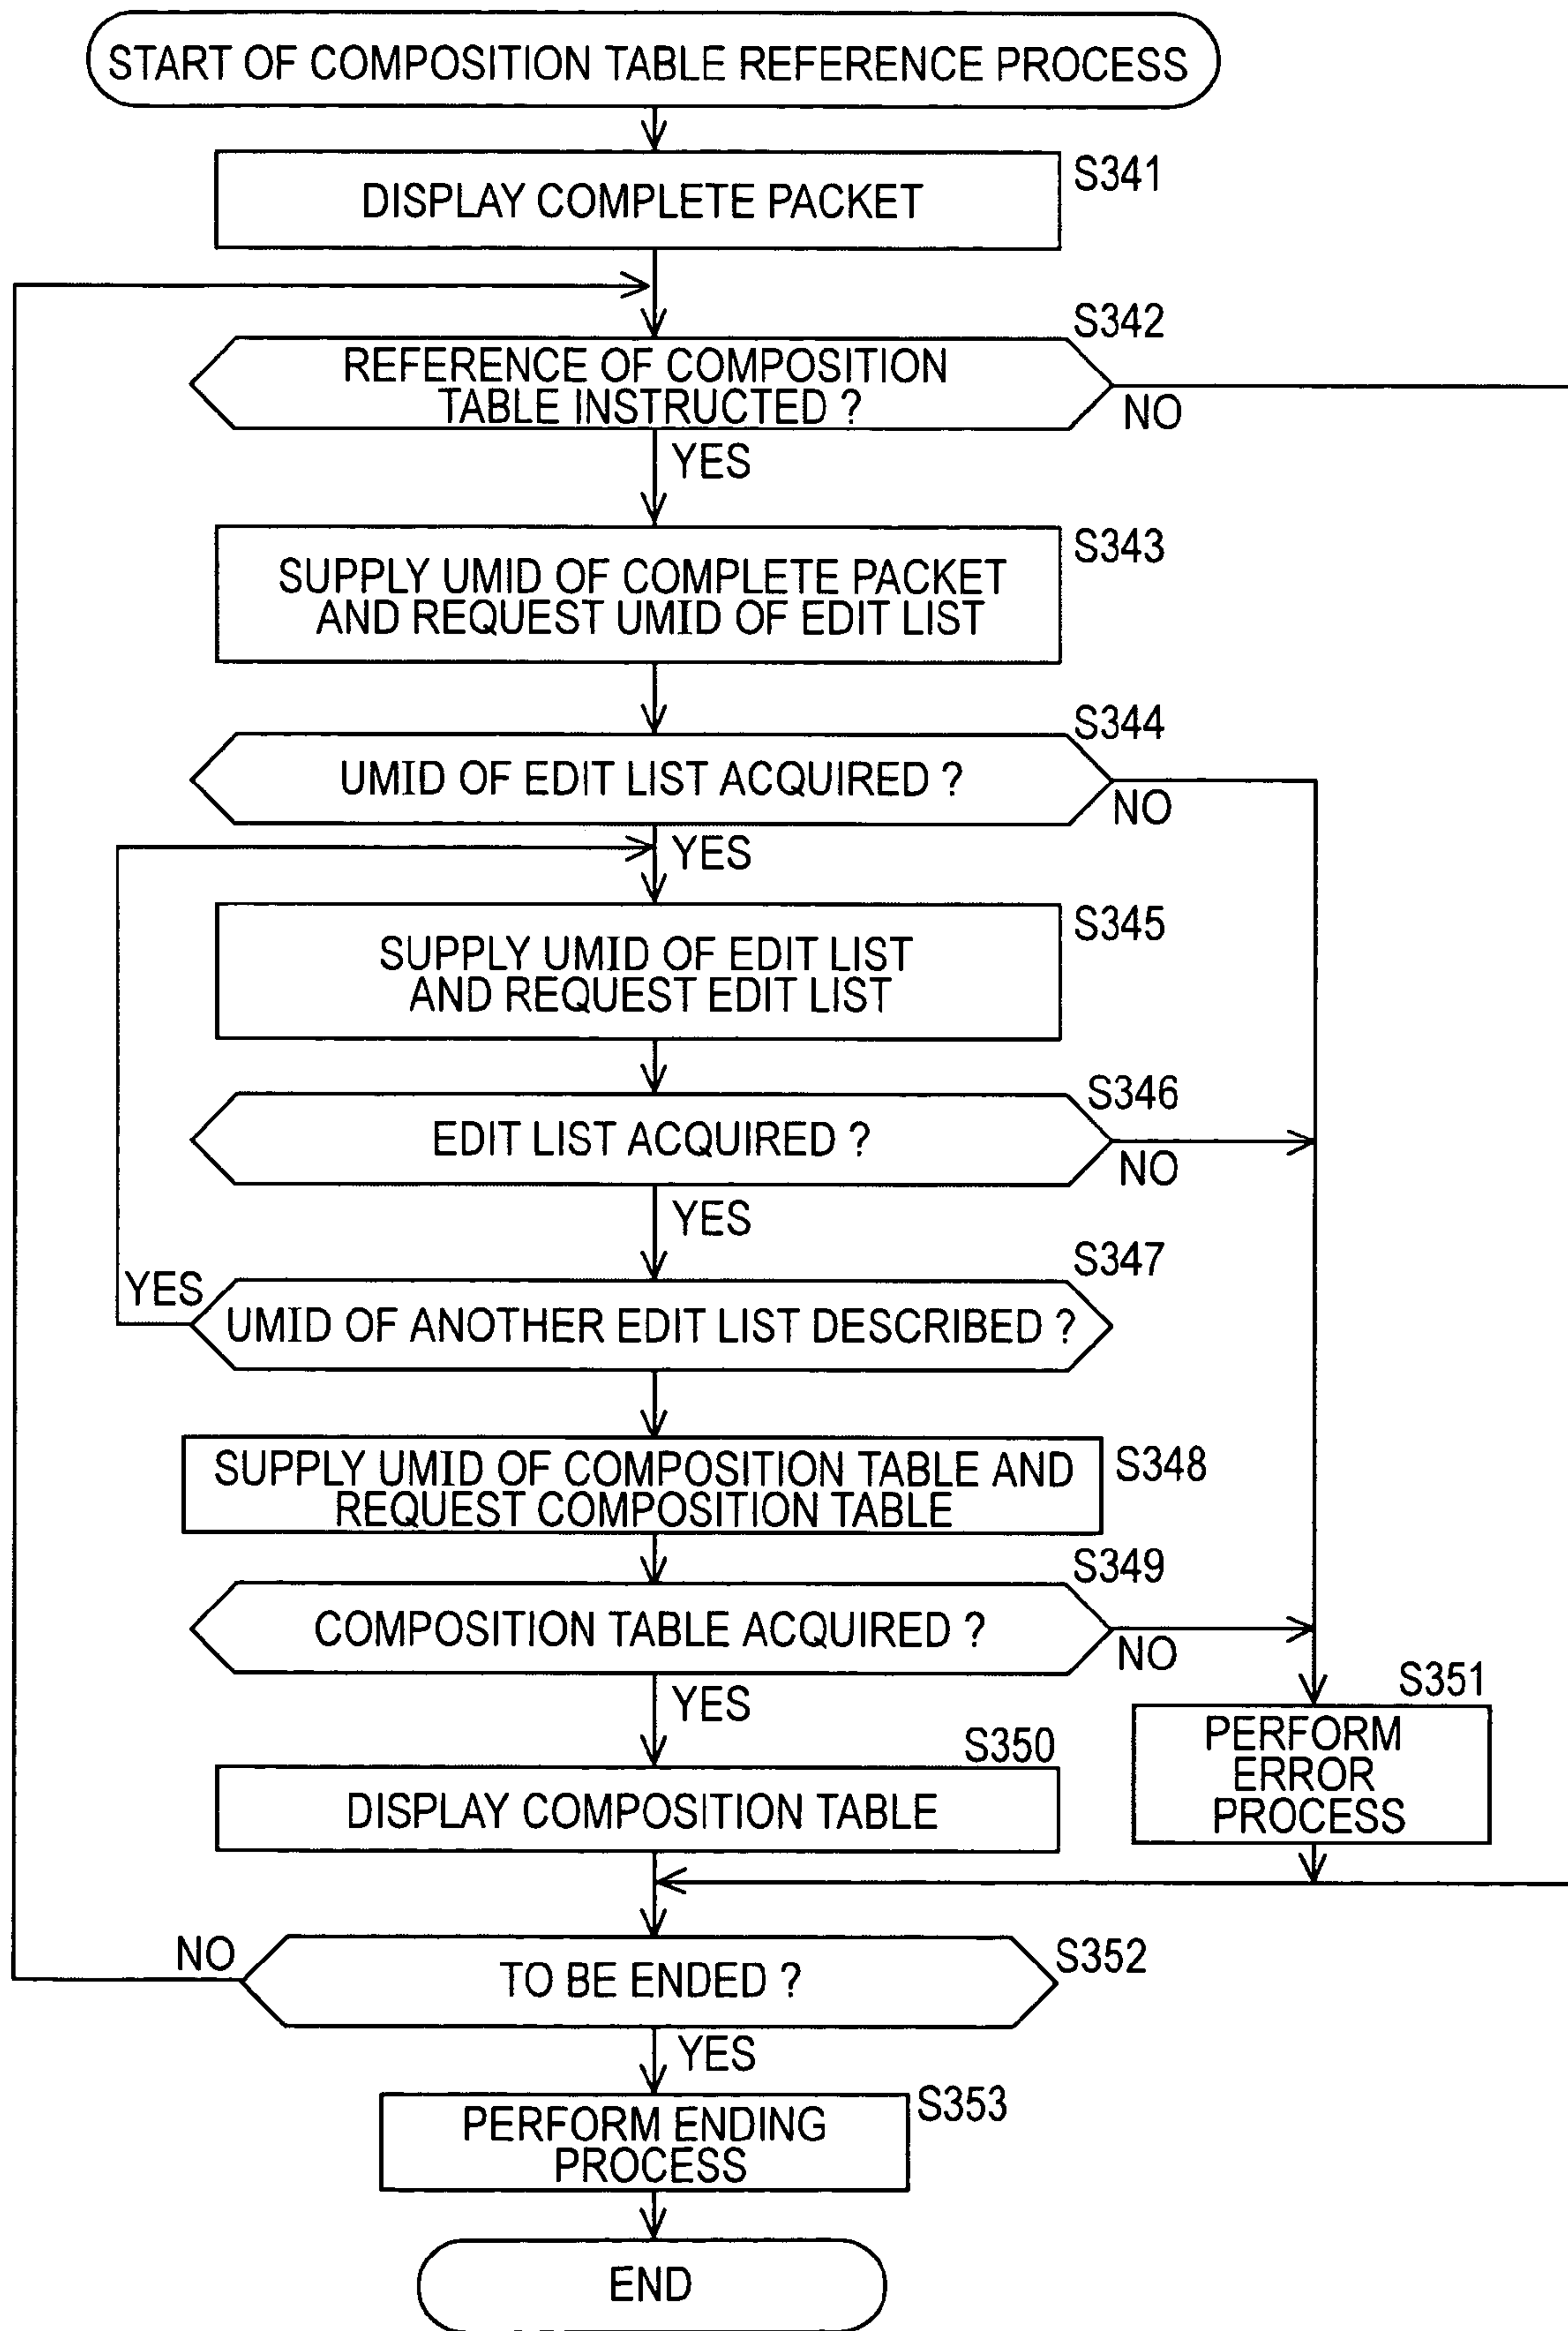 START OF COMPOSITION TABLE REFERENCE PROCESS
S341
DISPLAY COMPLETE PACKET
S342
REFERENCE OF COMPOSITION
TABLE INSTRUCTED ?
NO
YES
S343
SUPPLY UMID OF COMPLETE PACKET
AND REQUEST UMID OF EDIT LIST
S344
UMID OF EDIT LIST ACQUIRED ?
NO
YES
S345
SUPPLY UMID OF EDIT LIST
AND REQUEST EDIT LIST
S346
EDIT LIST ACQUIRED ?
NO
YES
S347
YES
UMID OF ANOTHER EDIT LIST DESCRIBED ?
SUPPLY UMID OF COMPOSITION TABLE AND
REQUEST COMPOSITION TABLE
S348
S349
COMPOSITION TABLE ACQUIRED ?
NO
YES
S351
PERFORM
ERROR
PROCESS
S350
DISPLAY COMPOSITION TABLE
NO
S352
TO BE ENDED ?
YES
S353
PERFORM ENDING
PROCESS
END